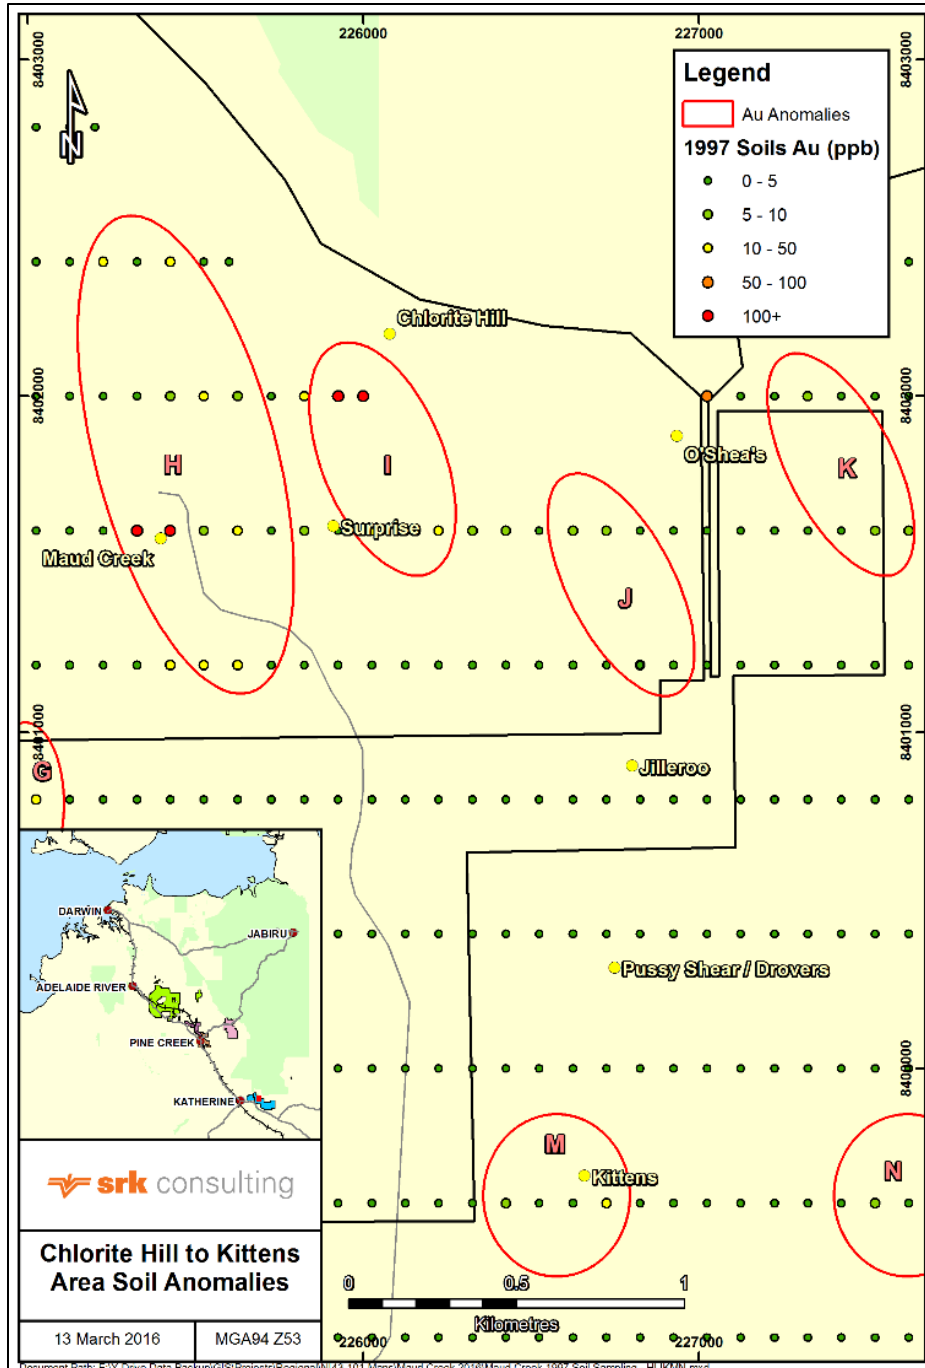 226000
227000
8403000
8403000
Legend
Au Anomalies
1997 Soils Au (ppb)
0 - 5
5 - 10
10 - 50
50 - 100
100+
N
Chlorite Hill
8402000
8402000
O'Shea's
H
I
K
Surprise
Maud Creek
J
8401000
8401000
G
Jilleroo
DARWIN
JABIRU
Pussy Shear / Drovers
ADELAIDE RIVER
PINE CREEK
8400000
KATHERINE
M
N
Kittens
srk consulting
Chlorite Hill to Kittens
Area Soil Anomalies
0
0.5
1
Kilometres
13 March 2016
MGA94 Z53
226000
227000